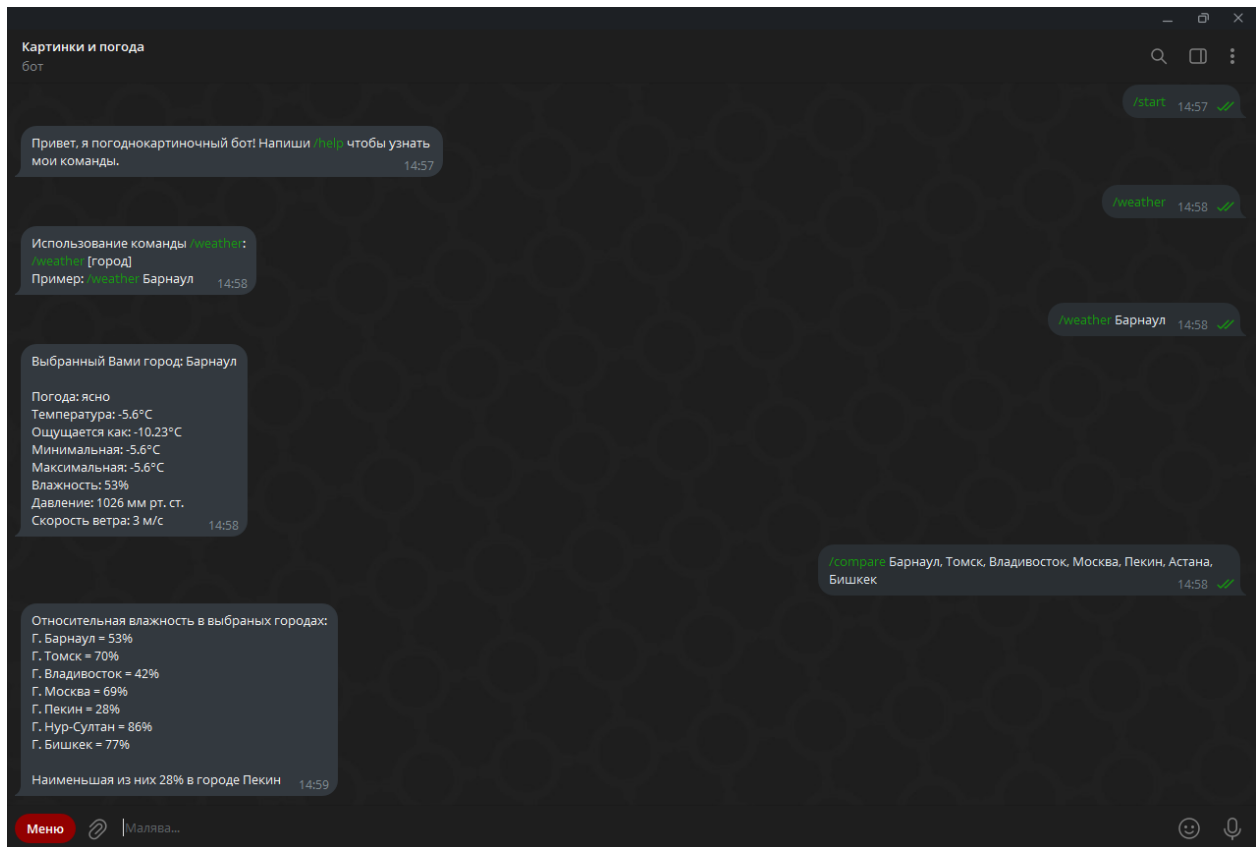 Картинки и погода
бот
/start 14:57
Привет, я погоднокартиночный бот! Напиши /help чтобы узнать
мои команды. 14:57
/weather 14:58
Использование команды /weather:
/weather [город]
Пример: /weather Барнаул 14:58
/weather Барнаул 14:58
Выбранный Вами город: Барнаул
Погода: ясно
Температура: -5.6°C
Ощущается как: -10.23°C
Минимальная: -5.6°C
Максимальная: -5.6°C
Влажность: 53%
Давление: 1026 мм рт. ст.
Скорость ветра: 3 м/с 14:58
/compare Барнаул, Томск, Владивосток, Москва, Пекин, Астана,
Бишкек 14:58
Относительная влажность в выбраных городах:
Г. Барнаул = 53%
Г. Томск = 70%
Г. Владивосток = 42%
Г. Москва = 69%
Г. Пекин = 28%
Г. Нур-Султан = 86%
Г. Бишкек = 77%
Наименьшая из них 28% в городе Пекин 14:59
Меню Малява...